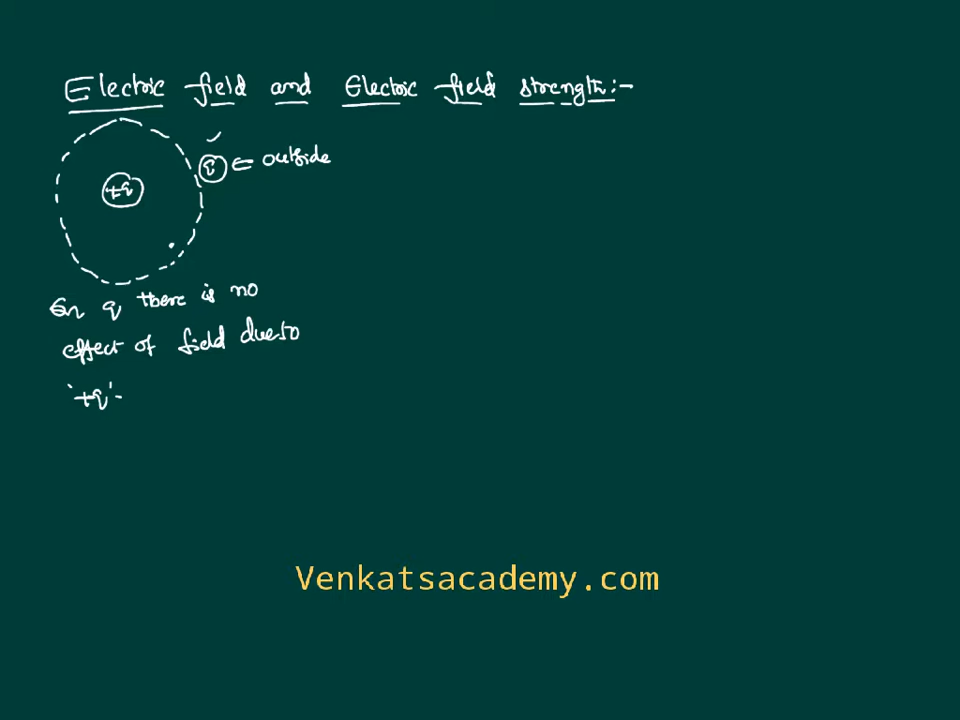 Electric field and Electric field strength:-
+q
q ∈ outside
On q there is no
effect of field due to
'+q'-
Venkatsacademy.com